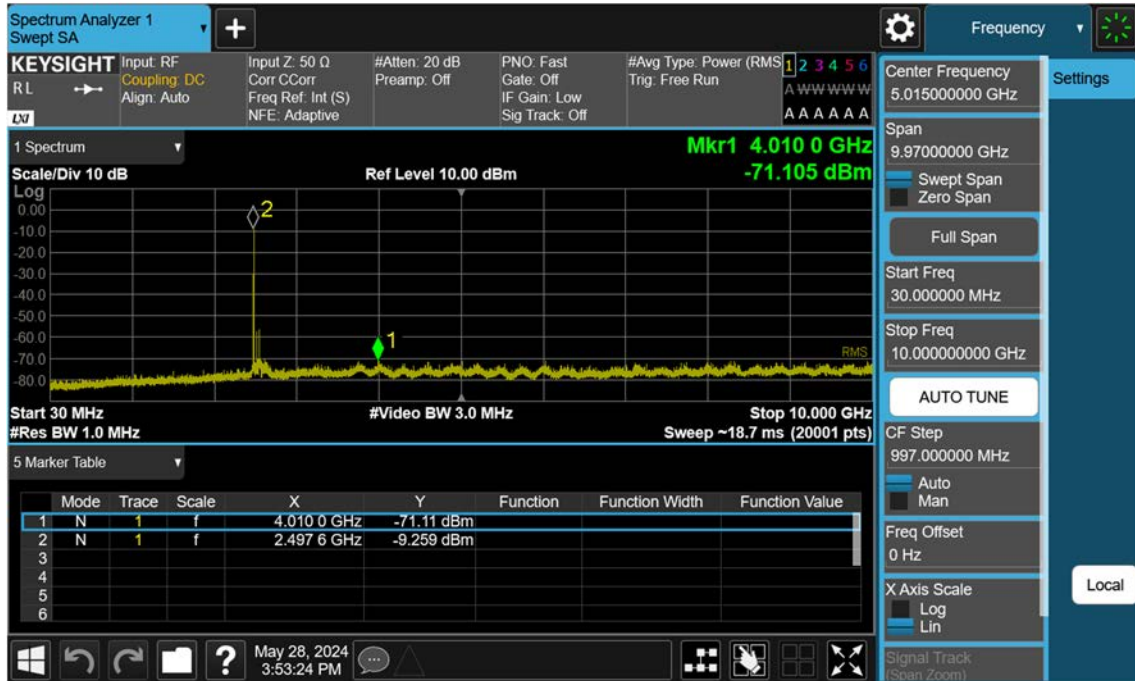 Spectrum Analyzer 1
Swept SA
Frequency
KEYSIGHT
R L
LXI
Input: RF
Coupling: DC
Align: Auto
Input Z: 50 Ω
Corr CCorr
Freq Ref: Int (S)
NFE: Adaptive
#Atten: 20 dB
Preamp: Off
PNO: Fast
Gate: Off
IF Gain: Low
Sig Track: Off
#Avg Type: Power (RMS
Trig: Free Run
1 2 3 4 5 6
A W W W W W
A A A A A A
1 Spectrum
Mkr1 4.010 0 GHz
Scale/Div 10 dB
Ref Level 10.00 dBm
-71.105 dBm
Log
0.00
-10.0
-20.0
-30.0
-40.0
-50.0
-60.0
-70.0
-80.0
2
1
RMS
Start 30 MHz
#Video BW 3.0 MHz
Stop 10.000 GHz
#Res BW 1.0 MHz
Sweep ~18.7 ms (20001 pts)
5 Marker Table
Mode Trace Scale X Y Function Function Width Function Value
1 N 1 f 4.010 0 GHz -71.11 dBm
2 N 1 f 2.497 6 GHz -9.259 dBm
3
4
5
6
May 28, 2024
3:53:24 PM
?
Center Frequency
5.015000000 GHz
Settings
Span
9.97000000 GHz
Swept Span
Zero Span
Full Span
Start Freq
30.000000 MHz
Stop Freq
10.000000000 GHz
AUTO TUNE
CF Step
997.000000 MHz
Auto
Man
Freq Offset
0 Hz
X Axis Scale
Log
Lin
Local
Signal Track
(Span Zoom)